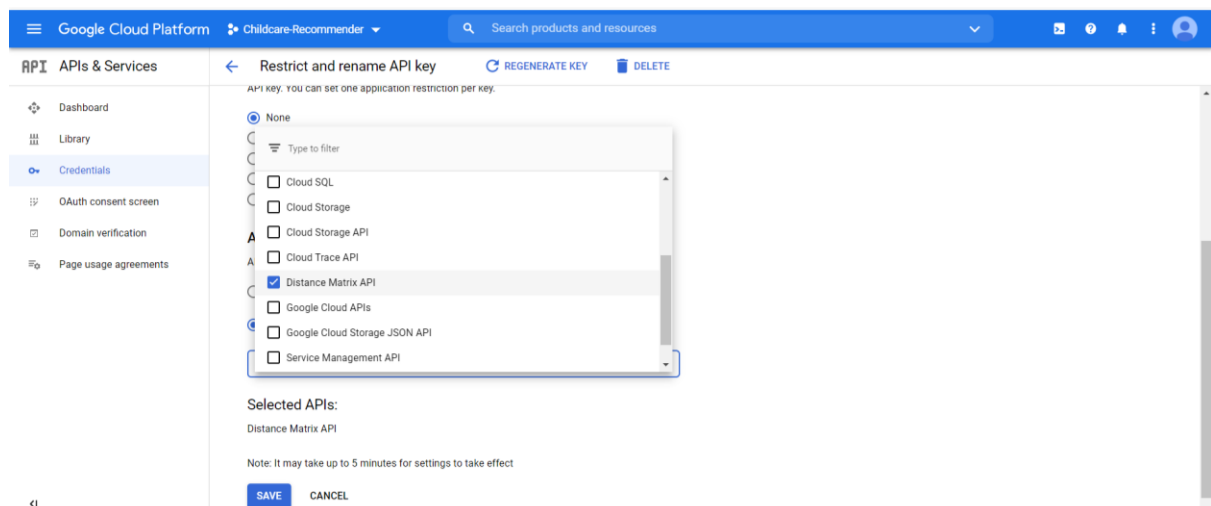 Google Cloud Platform
Childcare-Recommender
Search products and resources
API APIs & Services
Restrict and rename API key
REGENERATE KEY
DELETE
Dashboard
Library
Credentials
OAuth consent screen
Domain verification
Page usage agreements
API key. You can set one application restriction per key.
None
Type to filter
Cloud SQL
Cloud Storage
Cloud Storage API
Cloud Trace API
Distance Matrix API
Google Cloud APIs
Google Cloud Storage JSON API
Service Management API
Selected APIs:
Distance Matrix API
Note: It may take up to 5 minutes for settings to take effect
SAVE
CANCEL